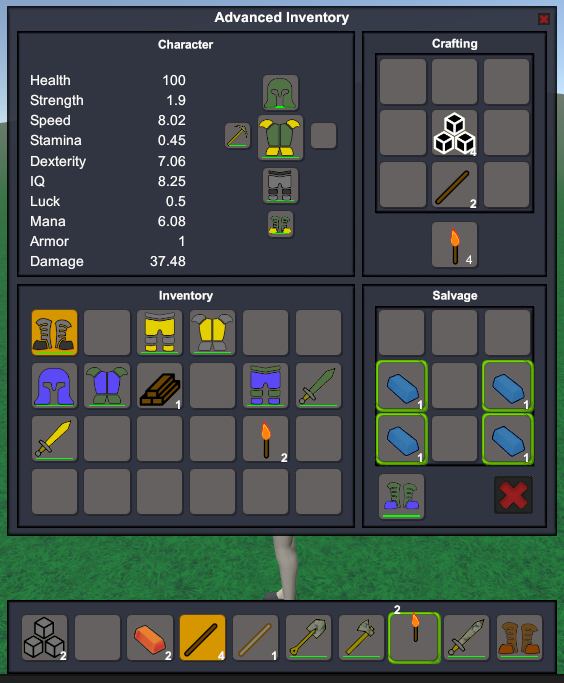 Advanced Inventory
Character
Health 100
Strength 1.9
Speed 8.02
Stamina 0.45
Dexterity 7.06
IQ 8.25
Luck 0.5
Mana 6.08
Armor 1
Damage 37.48
Crafting
4
2
4
Inventory
1
2
Salvage
1 1
1 1
2 2 4 1 2